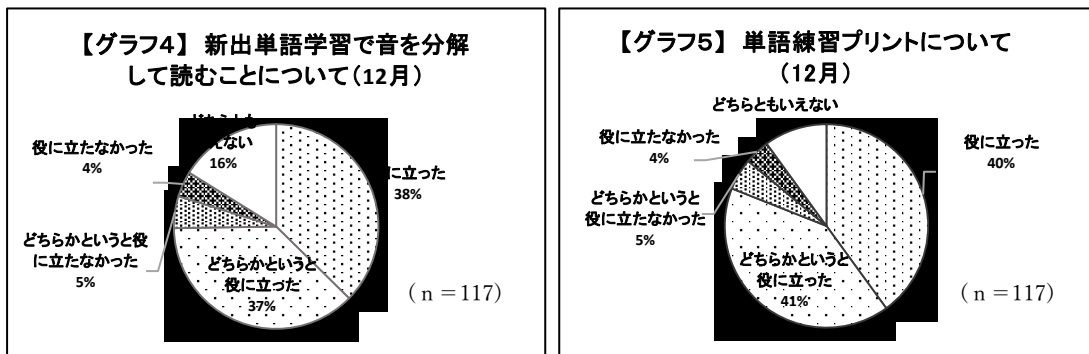 【グラフ4】 新出単語学習で音を分解
して読むことについて(12月)
役に立たなかった
4%
えない
16%
に立った
38%
どちらかというと役
に立たなかった
5%
どちらかというと
役に立った
37%
( n =117)
【グラフ5】 単語練習プリントについて
(12月)
どちらともいえない
役に立たなかった
4%
役に立った
40%
どちらかというと
役に立たなかった
5%
どちらかというと
役に立った
41%
( n =117)